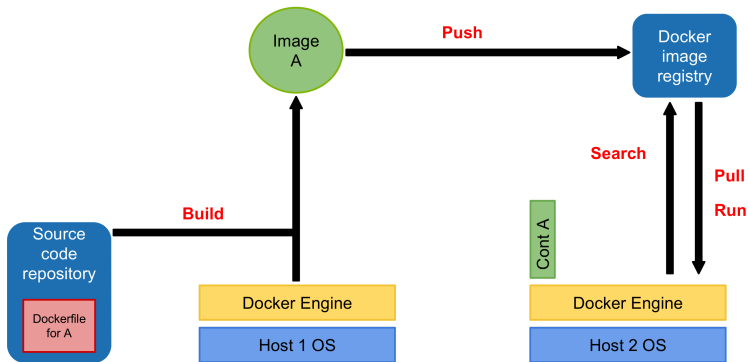 Image
A
Push
Docker
image
registry
Search
Pull
Run
Build
Cont A
Source
code
repository
Dockerfile
for A
Docker Engine
Host 1 OS
Docker Engine
Host 2 OS